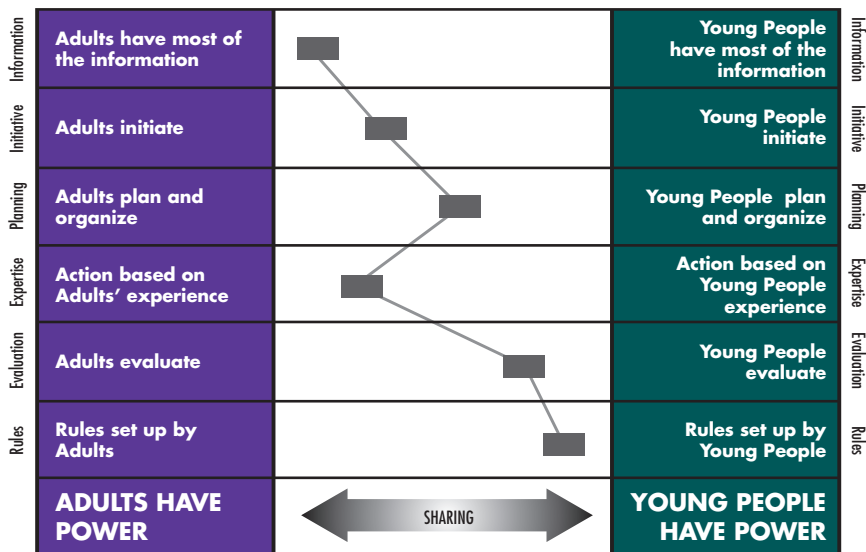 Information
Adults have most of
the information
Young People
have most of the
information
Information
Initiative
Adults initiate
Young People
initiate
Initiative
Planning
Adults plan and
organize
Young People  plan
and organize
Planning
Expertise
Action based on
Adults’ experience
Action based on
Young People
experience
Expertise
Evaluation
Adults evaluate
Young People
evaluate
Evaluation
Rules
Rules set up by
Adults
Rules set up by
Young People
Rules
ADULTS HAVE
POWER
SHARING
YOUNG PEOPLE
HAVE POWER